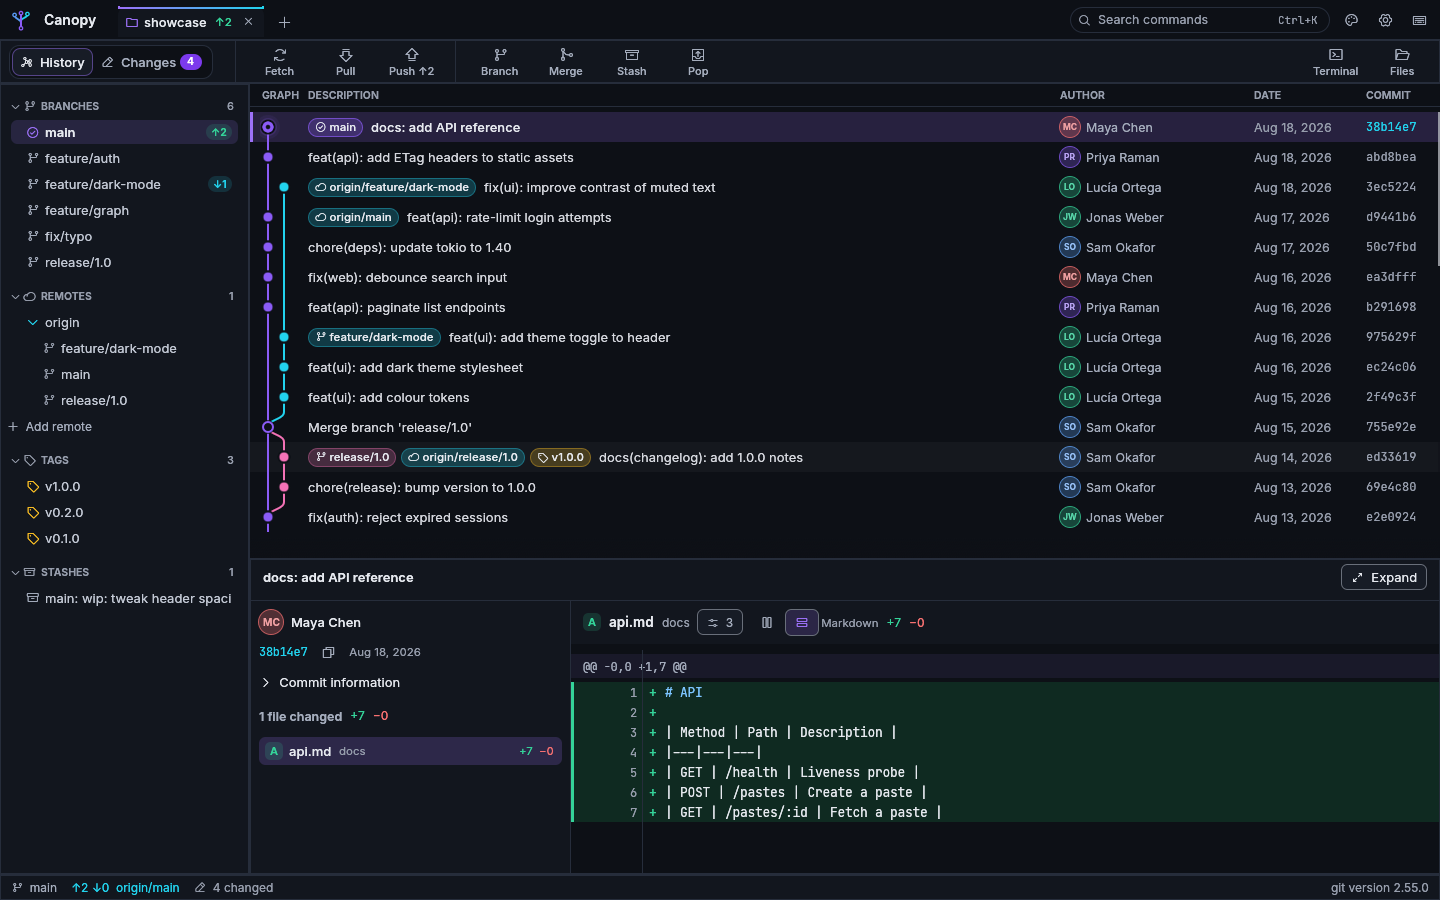 Canopy
showcase ↑2 ×
Search commands Ctrl+K
History Changes 4
Fetch Pull Push ↑2 Branch Merge Stash Pop Terminal Files
BRANCHES 6
main ↑2
feature/auth
feature/dark-mode ↓1
feature/graph
fix/typo
release/1.0
REMOTES 1
origin
feature/dark-mode
main
release/1.0
+ Add remote
TAGS 3
v1.0.0
v0.2.0
v0.1.0
STASHES 1
main: wip: tweak header spaci
GRAPH DESCRIPTION AUTHOR DATE COMMIT
main docs: add API reference MC Maya Chen Aug 18, 2026 38b14e7
feat(api): add ETag headers to static assets PR Priya Raman Aug 18, 2026 abd8bea
origin/feature/dark-mode fix(ui): improve contrast of muted text LO Lucía Ortega Aug 18, 2026 3ec5224
origin/main feat(api): rate-limit login attempts JW Jonas Weber Aug 17, 2026 d9441b6
chore(deps): update tokio to 1.40 SO Sam Okafor Aug 17, 2026 50c7fbd
fix(web): debounce search input MC Maya Chen Aug 16, 2026 ea3dfff
feat(api): paginate list endpoints PR Priya Raman Aug 16, 2026 b291698
feature/dark-mode feat(ui): add theme toggle to header LO Lucía Ortega Aug 16, 2026 975629f
feat(ui): add dark theme stylesheet LO Lucía Ortega Aug 16, 2026 ec24c06
feat(ui): add colour tokens LO Lucía Ortega Aug 15, 2026 2f49c3f
Merge branch 'release/1.0' SO Sam Okafor Aug 15, 2026 755e92e
release/1.0 origin/release/1.0 v1.0.0 docs(changelog): add 1.0.0 notes SO Sam Okafor Aug 14, 2026 ed33619
chore(release): bump version to 1.0.0 SO Sam Okafor Aug 13, 2026 69e4c80
fix(auth): reject expired sessions JW Jonas Weber Aug 13, 2026 e2e0924
docs: add API reference Expand
MC Maya Chen
38b14e7 Aug 18, 2026
Commit information
1 file changed +7 −0
A api.md docs +7 −0
A api.md docs 3 Markdown +7 −0
@@ -0,0 +1,7 @@
1 + # API
2 +
3 + | Method | Path | Description |
4 + |---|---|---|
5 + | GET | /health | Liveness probe |
6 + | POST | /pastes | Create a paste |
7 + | GET | /pastes/:id | Fetch a paste |
main ↑2 ↓0 origin/main 4 changed git version 2.55.0